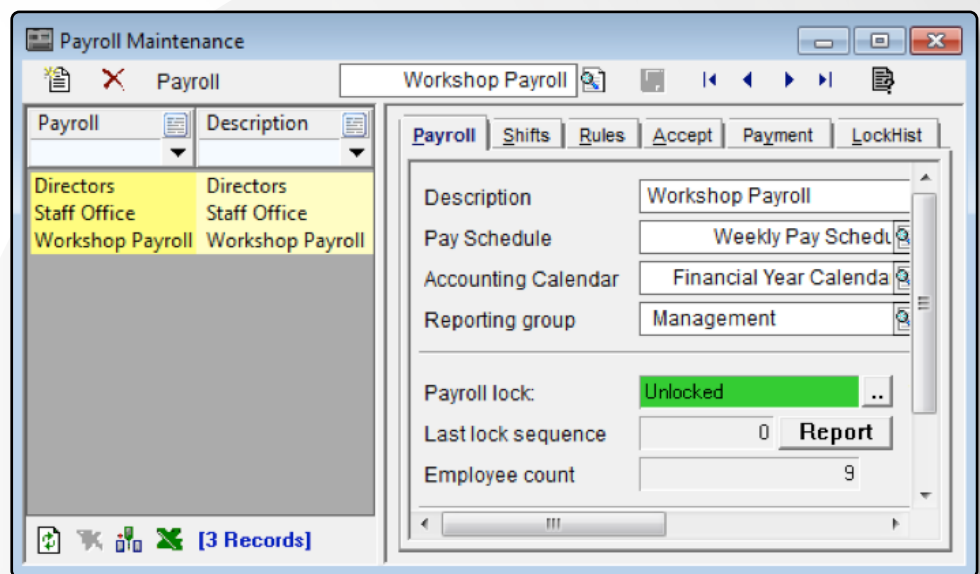 Payroll Maintenance
Payroll Workshop Payroll
Payroll Description
Directors Directors
Staff Office Staff Office
Workshop Payroll Workshop Payroll
[3 Records]
Payroll Shifts Rules Accept Payment LockHist
Description Workshop Payroll
Pay Schedule Weekly Pay Schedu
Accounting Calendar Financial Year Calenda
Reporting group Management
Payroll lock: Unlocked ..
Last lock sequence 0 Report
Employee count 9